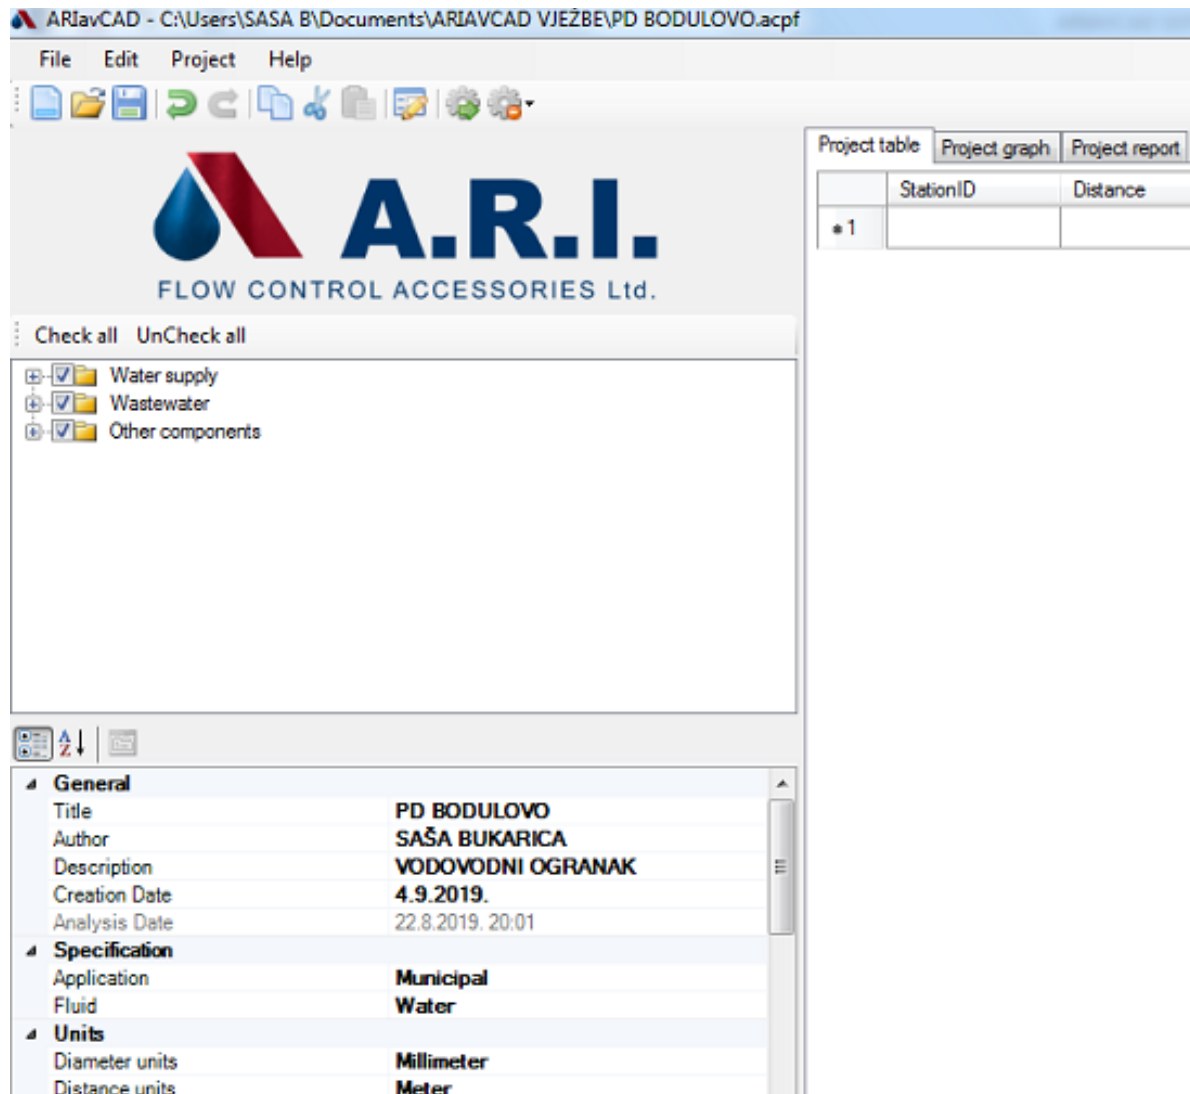 ARIavCAD - C:\Users\SASA B\Documents\ARIAVCAD VJEŽBE\PD BODULOVO.acpf
File Edit Project Help
A.R.I.
FLOW CONTROL ACCESSORIES Ltd.
Check all UnCheck all
Water supply
Wastewater
Other components
Project table Project graph Project report
StationID Distance
* 1
General
Title PD BODULOVO
Author SAŠA BUKARICA
Description VODOVODNI OGRANAK
Creation Date 4.9.2019.
Analysis Date 22.8.2019. 20:01
Specification
Application Municipal
Fluid Water
Units
Diameter units Millimeter
Distance units Meter